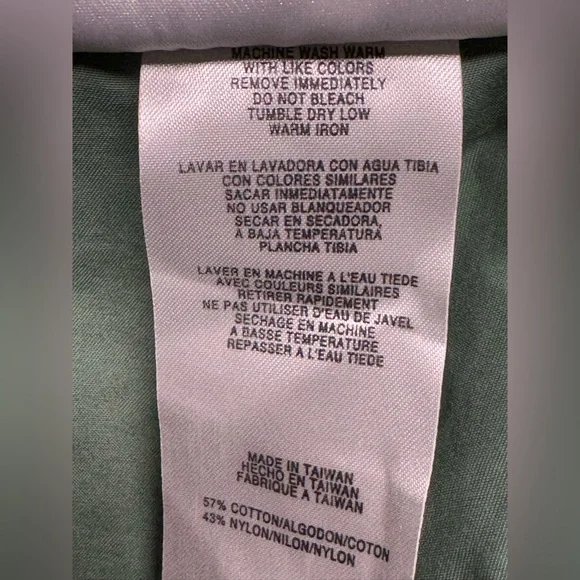 MACHINE WASH WARM
WITH LIKE COLORS
REMOVE IMMEDIATELY
DO NOT BLEACH
TUMBLE DRY LOW
WARM IRON
LAVAR EN LAVADORA CON AGUA TIBIA
CON COLORES SIMILARES
SACAR INMEDIATAMENTE
NO USAR BLANQUEADOR
SECAR EN SECADORA,
A BAJA TEMPERATURA
PLANCHA TIBIA
LAVER EN MACHINE A L'EAU TIEDE
AVEC COULEURS SIMILAIRES
RETIRER RAPIDEMENT
NE PAS UTILISER D'EAU DE JAVEL
SECHAGE EN MACHINE
A BASSE TEMPERATURE
REPASSER A L'EAU TIEDE
MADE IN TAIWAN
HECHO EN TAIWAN
FABRIQUE A TAIWAN
57% COTTON/ALGODON/COTON
43% NYLON/NILON/NYLON